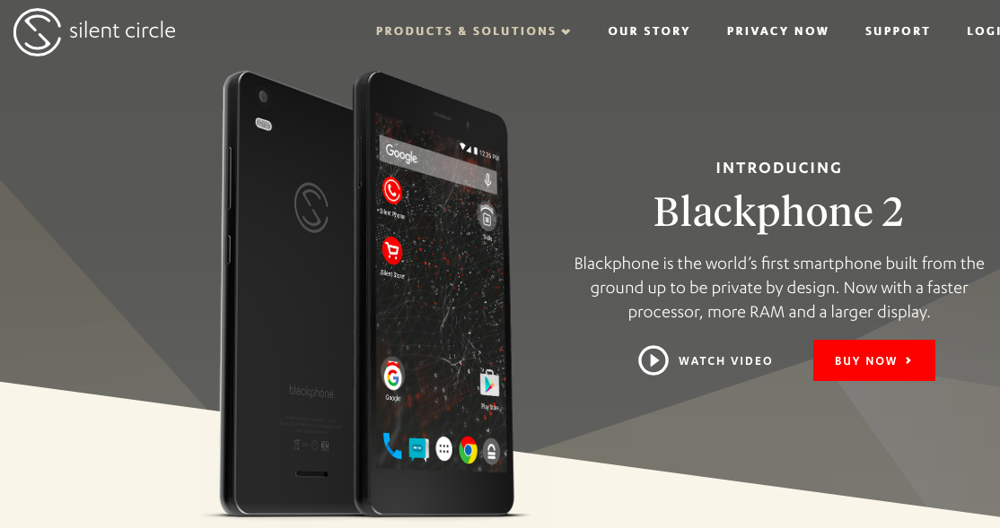 silent circle
PRODUCTS & SOLUTIONS
OUR STORY
PRIVACY NOW
SUPPORT
LOGI
INTRODUCING
Blackphone 2
Blackphone is the world's first smartphone built from the
ground up to be private by design. Now with a faster
processor, more RAM and a larger display.
WATCH VIDEO
BUY NOW
12:26 PM
Google
Silent Phone
Tools
Silent Store
Google
Play Store
blackphone